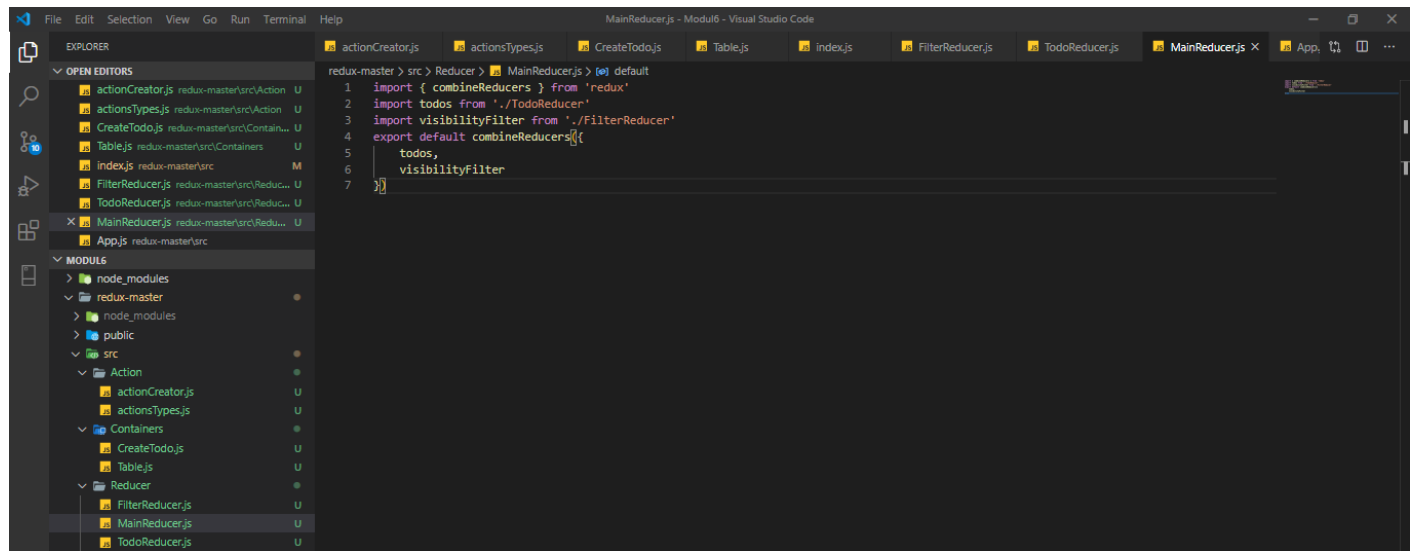 File Edit Selection View Go Run Terminal Help
MainReducer.js - Modul6 - Visual Studio Code
EXPLORER
OPEN EDITORS
actionCreator.js redux-master\src\Action U
actionsTypes.js redux-master\src\Action U
CreateTodo.js redux-master\src\Contain... U
Table.js redux-master\src\Containers U
index.js redux-master\src M
FilterReducer.js redux-master\src\Reduc... U
TodoReducer.js redux-master\src\Reduc... U
MainReducer.js redux-master\src\Redu... U
App.js redux-master\src
MODUL6
node_modules
redux-master
node_modules
public
src
Action
actionCreator.js U
actionsTypes.js U
Containers
CreateTodo.js U
Table.js U
Reducer
FilterReducer.js U
MainReducer.js U
TodoReducer.js U
10
actionCreator.js actionsTypes.js CreateTodo.js Table.js index.js FilterReducer.js TodoReducer.js MainReducer.js App.
redux-master > src > Reducer > MainReducer.js > default
1 import { combineReducers } from 'redux'
2 import todos from './TodoReducer'
3 import visibilityFilter from './FilterReducer'
4 export default combineReducers({
5 todos,
6 visibilityFilter
7 })